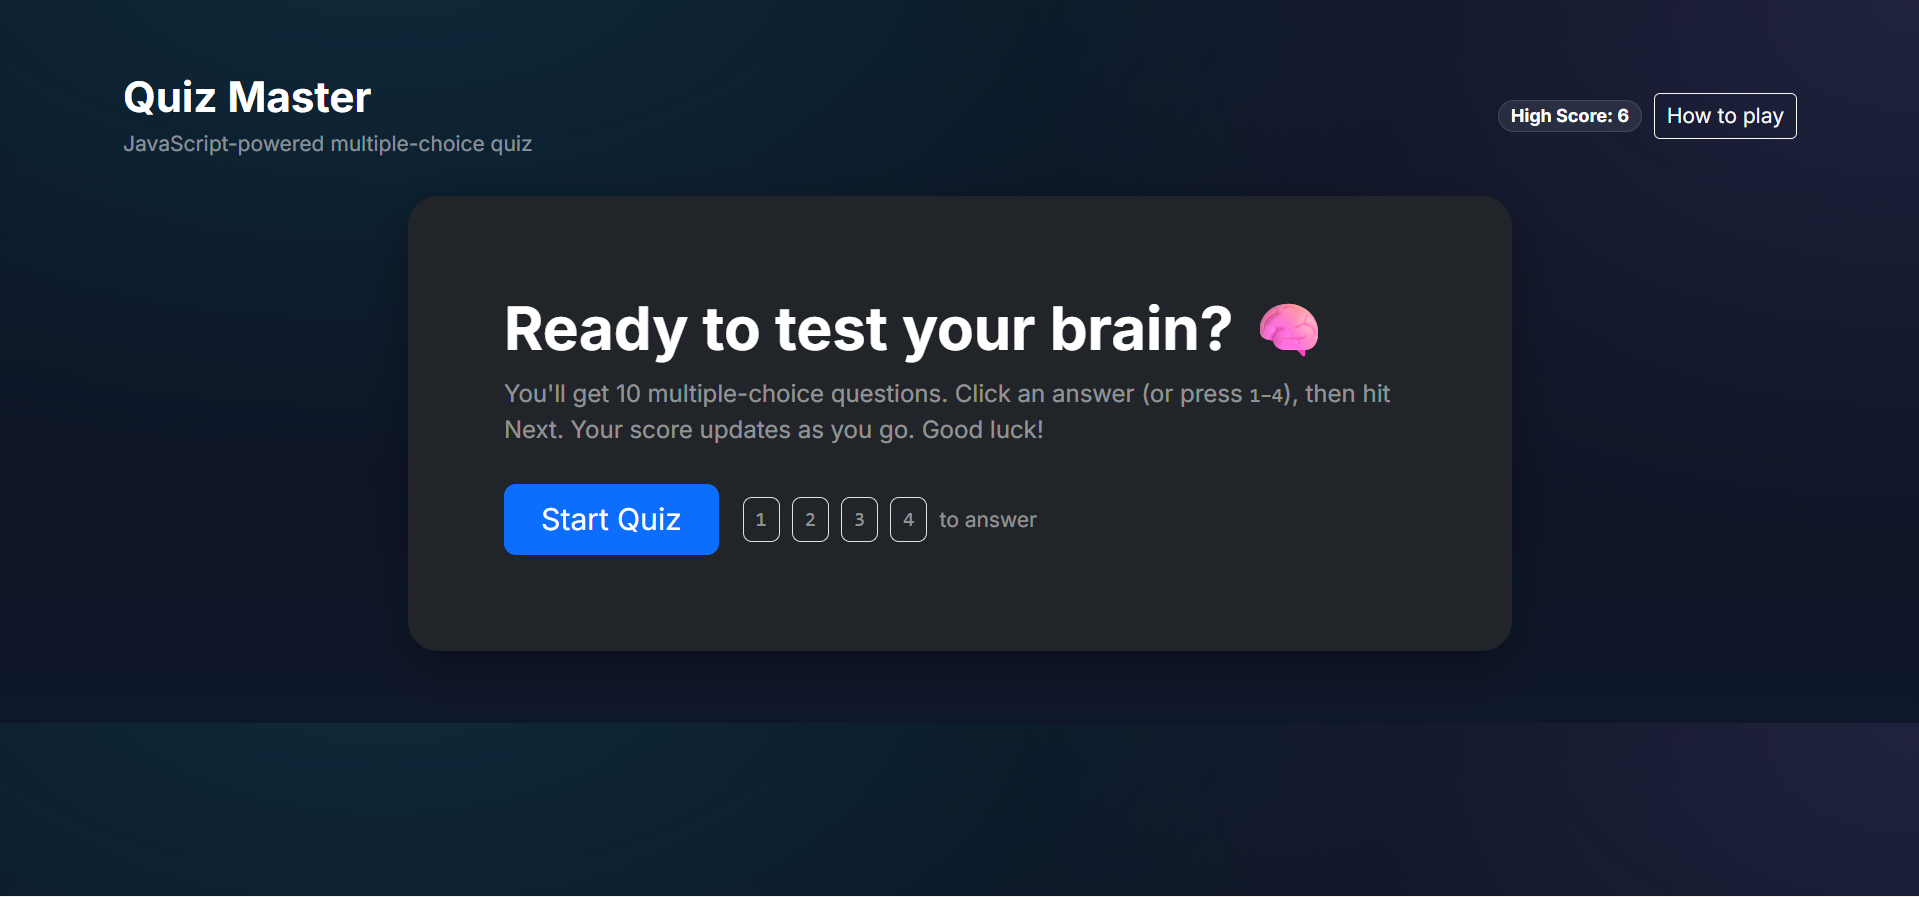 Quiz Master
JavaScript-powered multiple-choice quiz
High Score: 6
How to play
Ready to test your brain? 🧠
You'll get 10 multiple-choice questions. Click an answer (or press 1–4), then hit
Next. Your score updates as you go. Good luck!
Start Quiz
1 2 3 4 to answer